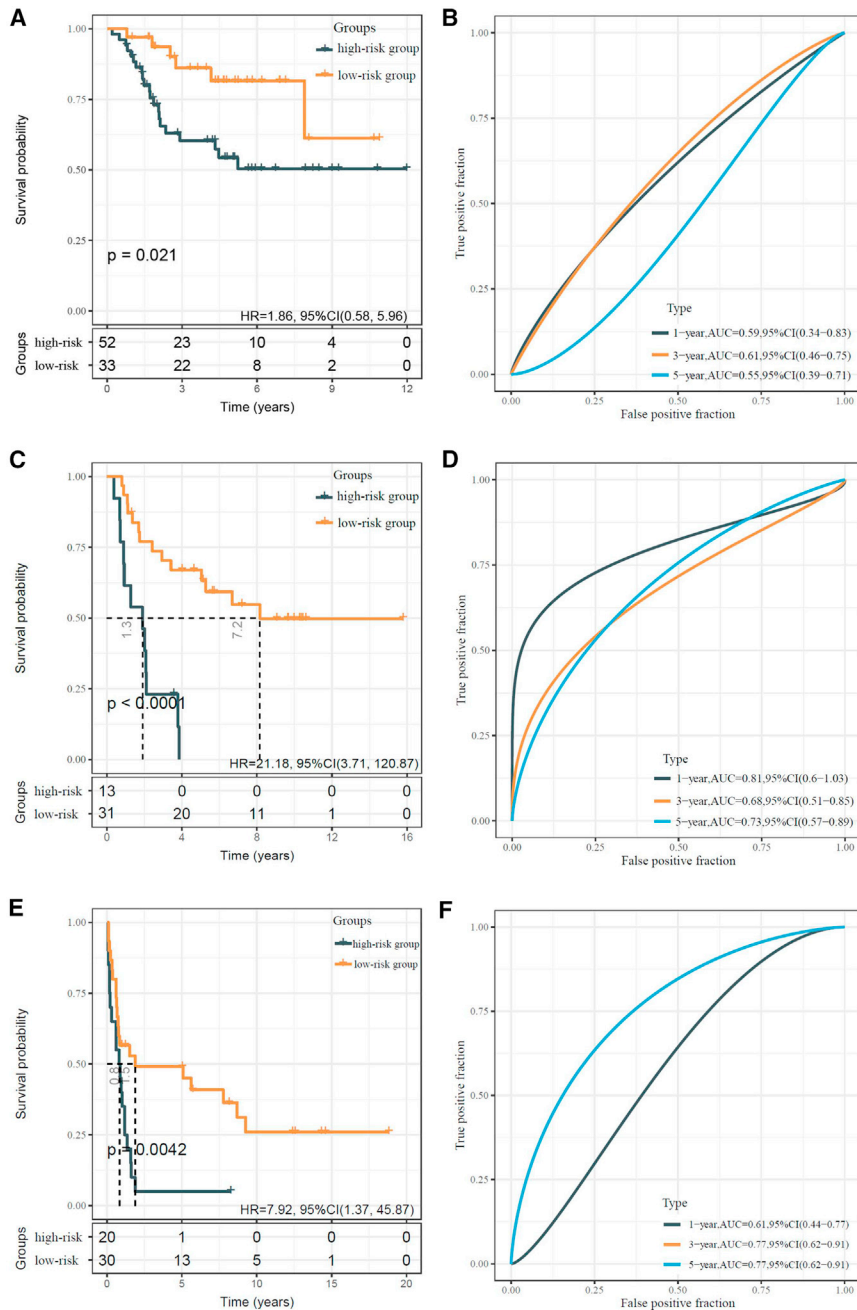 A
Groups
high-risk group
low-risk group
1.00
0.75
0.50
0.25
0.00
Survival probability
p = 0.021
HR=1.86, 95%CI(0.58, 5.96)
Groups
high-risk 52 23 10 4 0
low-risk 33 22 8 2 0
0 3 6 9 12
Time (years)
B
1.00
0.75
0.50
0.25
0.00
True positive fraction
Type
1-year,AUC=0.59,95%CI(0.34-0.83)
3-year,AUC=0.61,95%CI(0.46-0.75)
5-year,AUC=0.55,95%CI(0.39-0.71)
0.00 0.25 0.50 0.75 1.00
False positive fraction
C
Groups
high-risk group
low-risk group
1.00
0.75
0.50
0.25
0.00
Survival probability
1.3
7.2
p < 0.0001
HR=21.18, 95%CI(3.71, 120.87)
Groups
high-risk 13 0 0 0 0
low-risk 31 20 11 1 0
0 4 8 12 16
Time (years)
D
1.00
0.75
0.50
0.25
0.00
True positive fraction
Type
1-year,AUC=0.81,95%CI(0.6-1.03)
3-year,AUC=0.68,95%CI(0.51-0.85)
5-year,AUC=0.73,95%CI(0.57-0.89)
0.00 0.25 0.50 0.75 1.00
False positive fraction
E
Groups
high-risk group
low-risk group
1.00
0.75
0.50
0.25
0.00
Survival probability
0.8
1.5
p = 0.0042
HR=7.92, 95%CI(1.37, 45.87)
Groups
high-risk 20 1 0 0 0
low-risk 30 13 5 1 0
0 5 10 15 20
Time (years)
F
1.00
0.75
0.50
0.25
0.00
True positive fraction
Type
1-year,AUC=0.61,95%CI(0.44-0.77)
3-year,AUC=0.77,95%CI(0.62-0.91)
5-year,AUC=0.77,95%CI(0.62-0.91)
0.00 0.25 0.50 0.75 1.00
False positive fraction